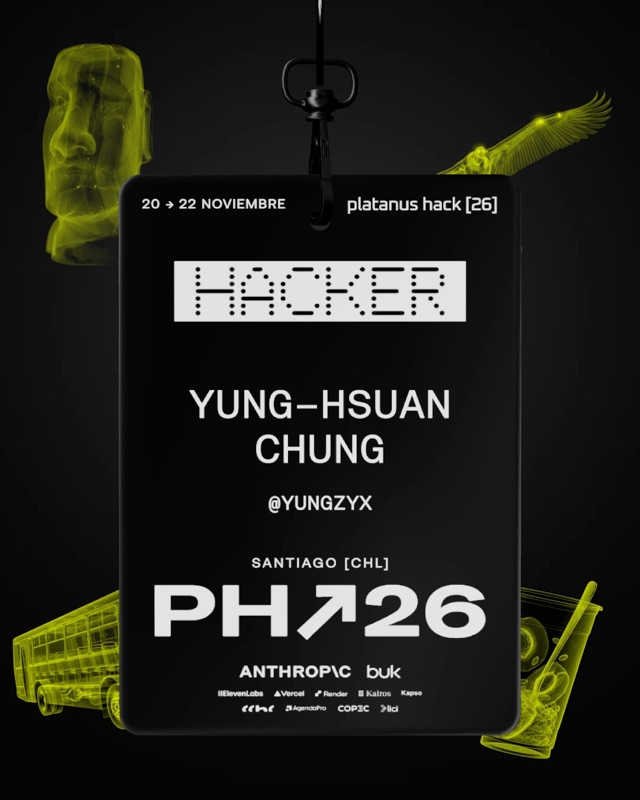 20 → 22 NOVIEMBRE
platanus hack [26]
HACKER
YUNG–HSUAN
CHUNG
@YUNGZYX
SANTIAGO [CHL]
PH↗26
ANTHROP\C buk
ElevenLabs Vercel Render Kairos Kapso
AgendaPro COPEC